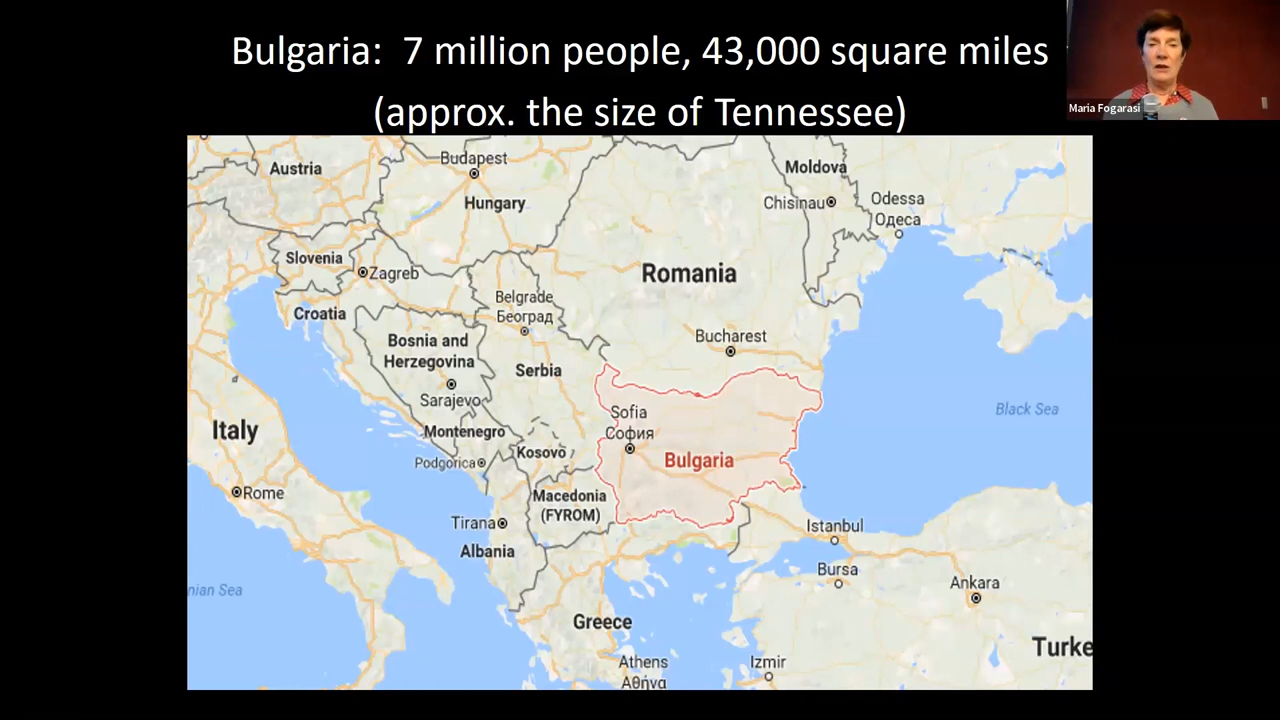 Bulgaria: 7 million people, 43,000 square miles
(approx. the size of Tennessee)
Maria Fogarasi
Austria
Budapest
Hungary
Moldova
Chisinau
Odessa
Одеса
Slovenia
Zagreb
Romania
Croatia
Belgrade
Београд
Bosnia and
Herzegovina
Bucharest
Serbia
Sarajevo
Sofia
София
Black Sea
Italy
Montenegro
Kosovo
Bulgaria
Podgorica
Rome
Macedonia
(FYROM)
Tirana
Istanbul
Albania
Bursa
Ankara
nian Sea
Greece
Turke
Athens
Αθήνα
Izmir